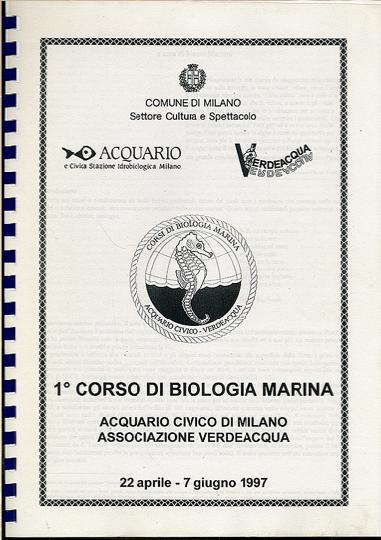 COMUNE DI MILANO
Settore Cultura e Spettacolo
ACQUARIO
e Civica Stazione Idrobiologica Milano
VERDEACQUA
VERDEACQUA
CORSI DI BIOLOGIA MARINA
ACQUARIO CIVICO - VERDEACQUA
1° CORSO DI BIOLOGIA MARINA
ACQUARIO CIVICO DI MILANO
ASSOCIAZIONE VERDEACQUA
22 aprile - 7 giugno 1997